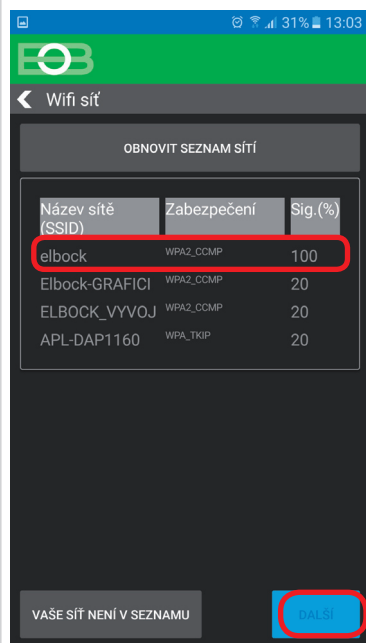 31% 13:03
EOB
Wifi síť
OBNOVIT SEZNAM SÍTÍ
Název sítě (SSID) Zabezpečení Sig.(%)
elbock WPA2_CCMP 100
Elbock-GRAFICI WPA2_CCMP 20
ELBOCK_VYVOJ WPA2_CCMP 20
APL-DAP1160 WPA_TKIP 20
VAŠE SÍŤ NENÍ V SEZNAMU DALŠÍ